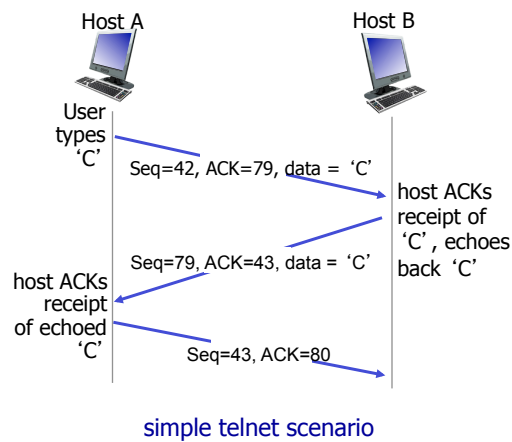 Host A
Host B
User
types
‘C’
Seq=42, ACK=79, data = ‘C’
host ACKs
receipt of
‘C’, echoes
back ‘C’
Seq=79, ACK=43, data = ‘C’
host ACKs
receipt
of echoed
‘C’
Seq=43, ACK=80
simple telnet scenario